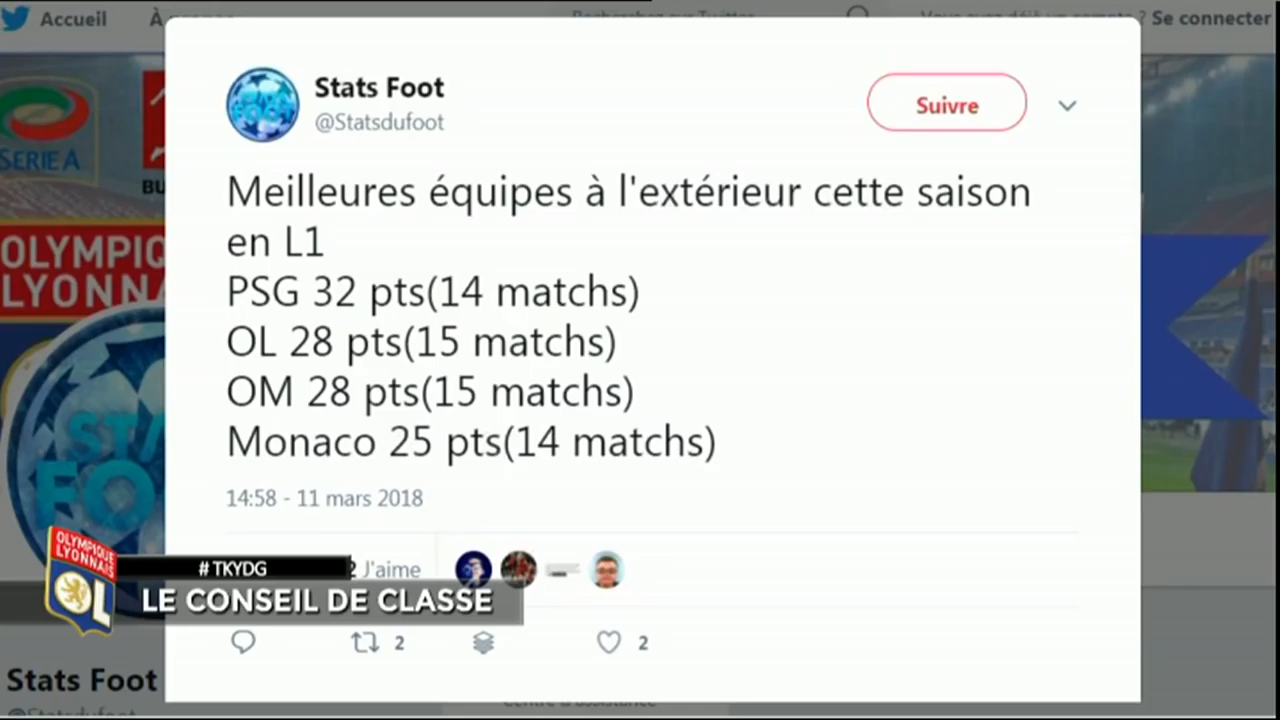 Accueil
Se connecter
Stats Foot
@Statsdufoot
Suivre
SERIE A
OLYMPIQ
LYONNA
Meilleures équipes à l'extérieur cette saison
en L1
PSG 32 pts(14 matchs)
OL 28 pts(15 matchs)
OM 28 pts(15 matchs)
Monaco 25 pts(14 matchs)
14:58 - 11 mars 2018
2 J'aime
OLYMPIQUE
LYONNAIS
OL
#TKYDG
LE CONSEIL DE CLASSE
2
2
Stats Foot